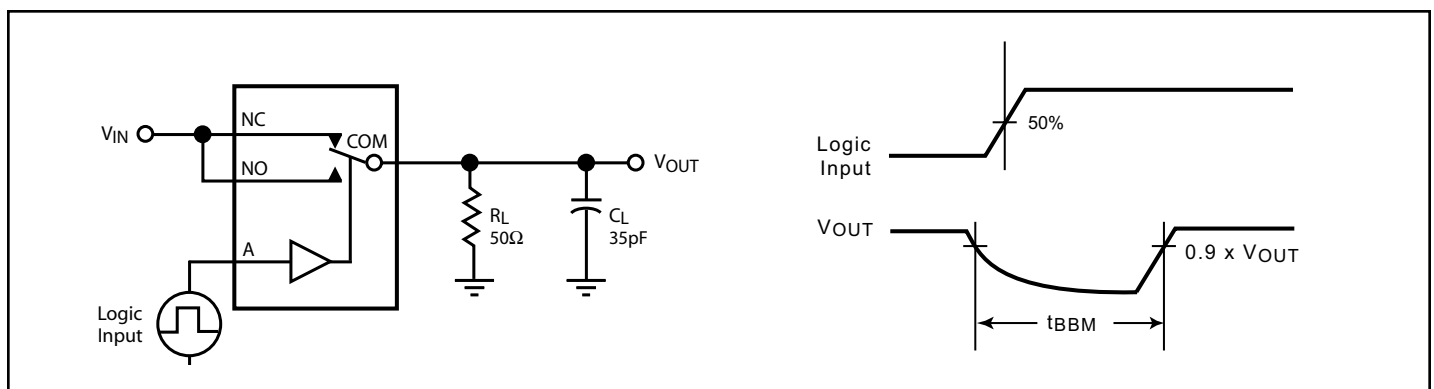 VIN
NC
COM
NO
VOUT
RL
50Ω
CL
35pF
A
Logic
Input
Logic
Input
50%
VOUT
0.9 x VOUT
tBBM